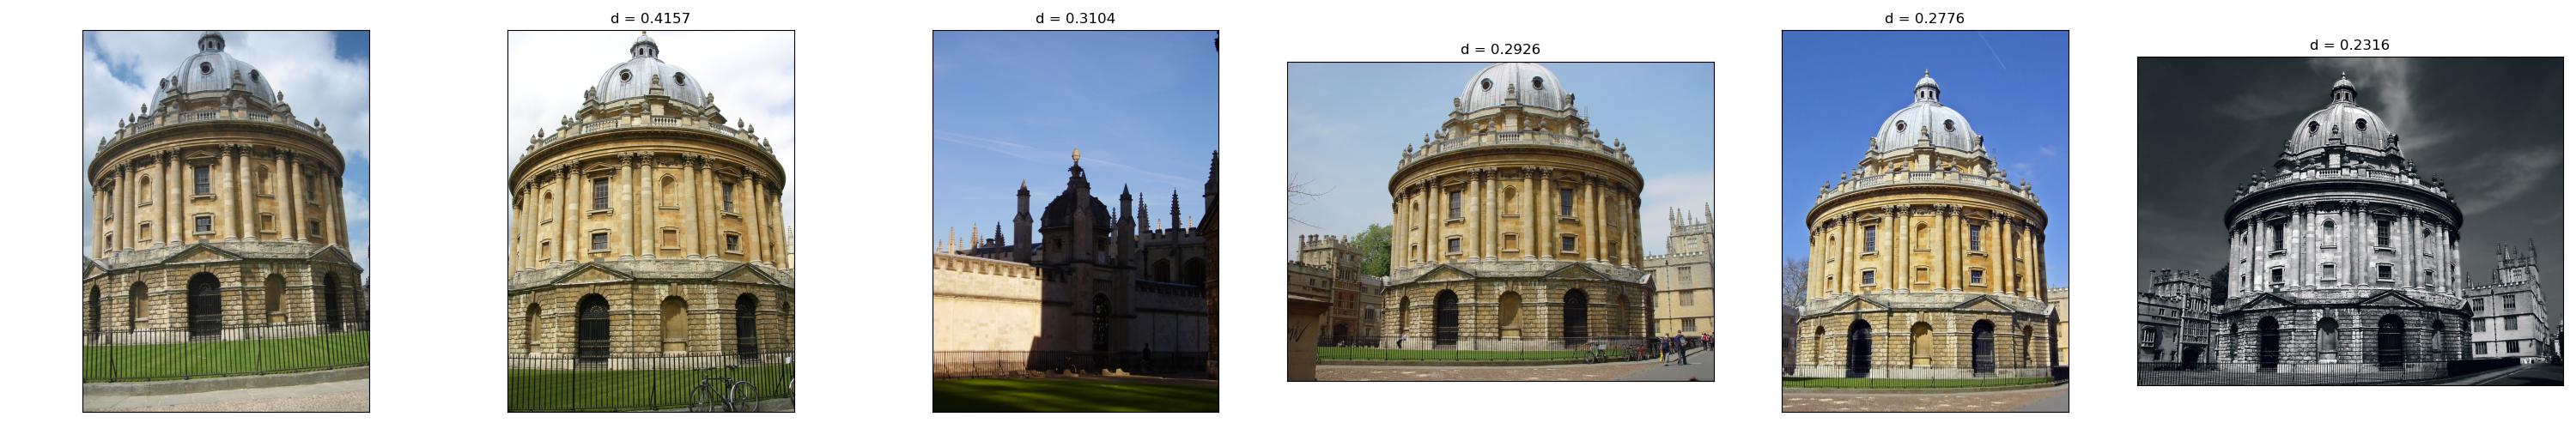 d = 0.4157
d = 0.3104
d = 0.2926
d = 0.2776
d = 0.2316